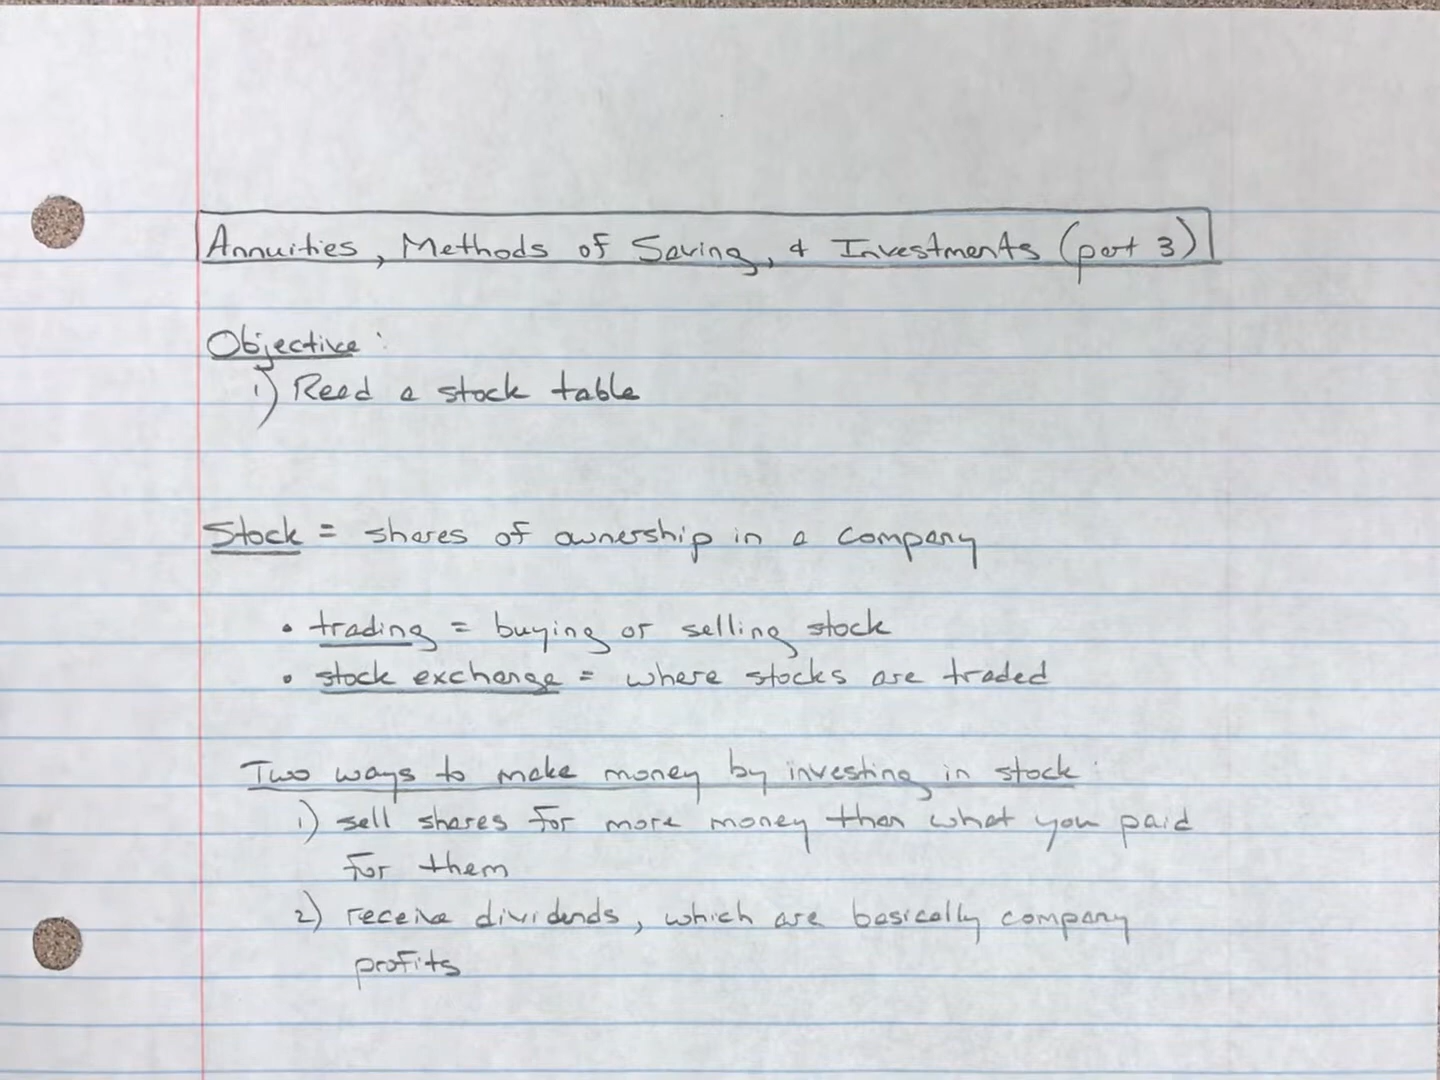 Annuities, Methods of Saving, & Investments (part 3)
Objective:
1) Read a stock table
Stock = shares of ownership in a company
• trading = buying or selling stock
• stock exchange = where stocks are traded
Two ways to make money by investing in stock:
1) sell shares for more money than what you paid
for them
2) receive dividends, which are basically company
profits